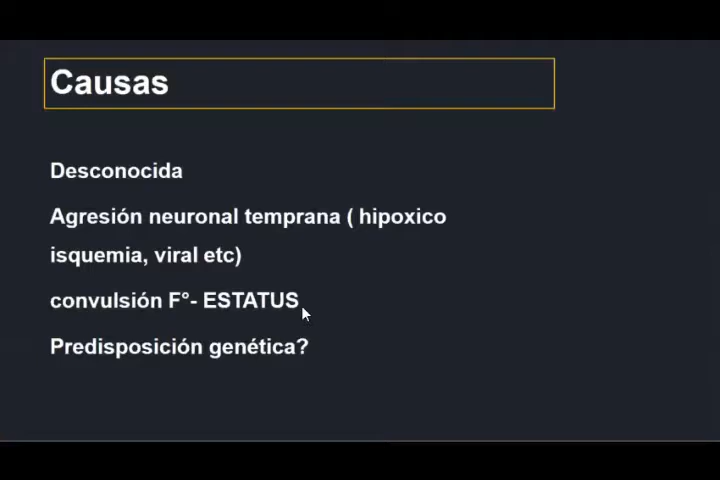 Causas
Desconocida
Agresión neuronal temprana ( hipoxico
isquemia, viral etc)
convulsión F°- ESTATUS
Predisposición genética?